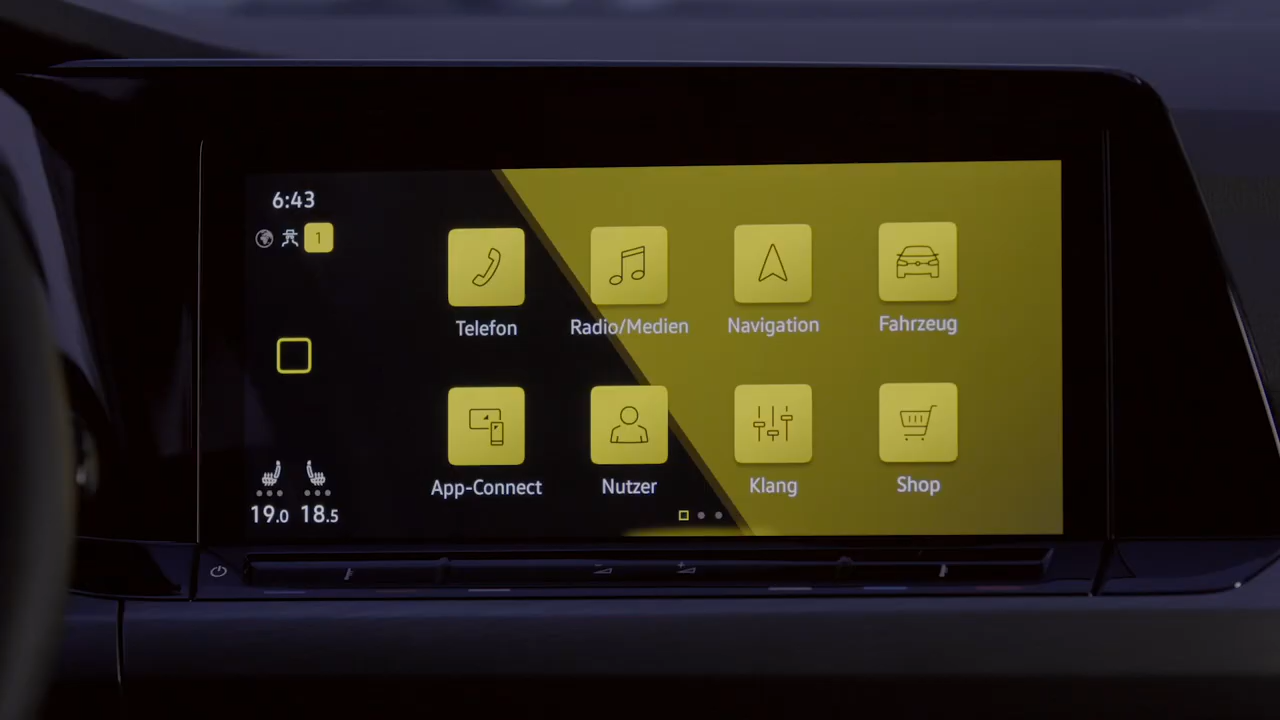 6:43
1
Telefon
Radio/Medien
Navigation
Fahrzeug
App-Connect
Nutzer
Klang
Shop
19.0 18.5